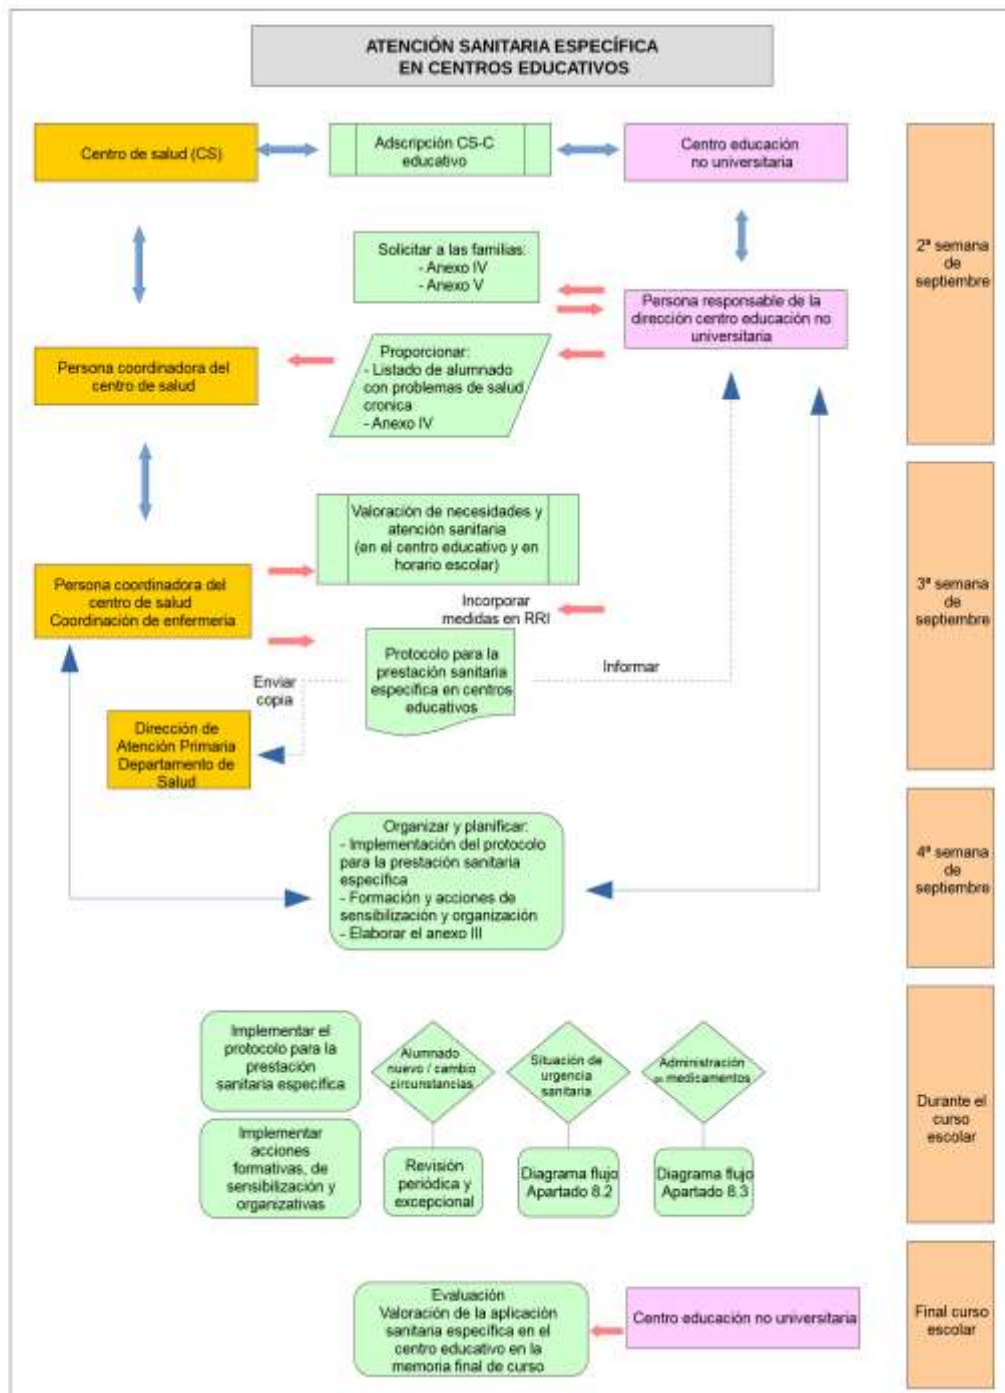 ATENCIÓN SANITARIA ESPECÍFICA
EN CENTROS EDUCATIVOS
Centro de salud (CS)
Adscripción CS-C
educativo
Centro educación
no universitaria
2ª semana
de
septiembre
Solicitar a las familias:
- Anexo IV
- Anexo V
Persona responsable de la
dirección centro educación no
universitaria
Persona coordinadora del
centro de salud
Proporcionar:
- Listado de alumnado
con problemas de salud
cronica
- Anexo IV
Valoración de necesidades y
atención sanitaria
(en el centro educativo y en
horario escolar)
3ª semana
de
septiembre
Persona coordinadora del
centro de salud
Coordinación de enfermería
Incorporar
medidas en RRI
Protocolo para la
prestación sanitaria
específica en centros
educativos
Informar
Enviar
copia
Dirección de
Atención Primaria
Departamento de
Salud
Organizar y planificar:
- Implementación del protocolo
para la prestación sanitaria
específica
- Formación y acciones de
sensibilización y organización
- Elaborar el anexo III
4ª semana
de
septiembre
Implementar el
protocolo para la
prestación
sanitaria específica
Alumnado
nuevo / cambio
circunstancias
Situación de
urgencia
sanitaria
Administración
medicamentos
Durante el
curso
escolar
Implementar
acciones
formativas, de
sensibilización y
organizativas
Revisión
periódica y
excepcional
Diagrama flujo
Apartado 8.2
Diagrama flujo
Apartado 8.3
Evaluación
Valoración de la aplicación
sanitaria específica en el
centro educativo en la
memoria final de curso
Centro educación no universitaria
Final curso
escolar